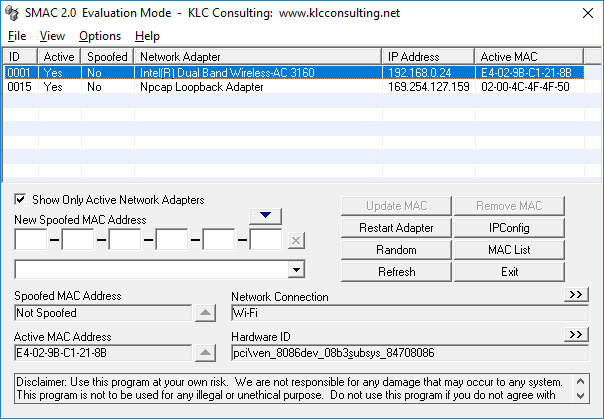 SMAC 2.0 Evaluation Mode - KLC Consulting: www.klcconsulting.net
File View Options Help
ID Active Spoofed Network Adapter IP Address Active MAC
0001 Yes No Intel(R) Dual Band Wireless-AC 3160 192.168.0.24 E4-02-9B-C1-21-8B
0015 Yes No Npcap Loopback Adapter 169.254.127.159 02-00-4C-4F-4F-50
Show Only Active Network Adapters
New Spoofed MAC Address
Update MAC Remove MAC
Restart Adapter IPConfig
Random MAC List
Refresh Exit
Spoofed MAC Address
Not Spoofed
Network Connection >>
Wi-Fi
Active MAC Address
E4-02-9B-C1-21-8B
Hardware ID >>
pci\ven_8086dev_08b3subsys_84708086
Disclaimer: Use this program at your own risk. We are not responsible for any damage that may occur to any system.
This program is not to be used for any illegal or unethical purpose. Do not use this program if you do not agree with